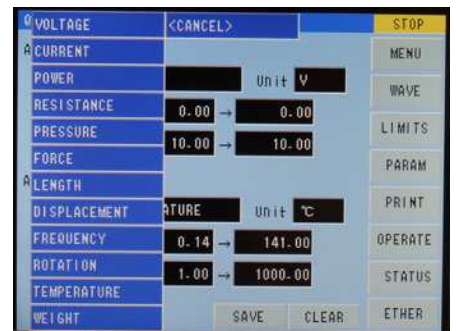 VOLTAGE
CURRENT
POWER
RESISTANCE
PRESSURE
FORCE
LENGTH
DISPLACEMENT
FREQUENCY
ROTATION
TEMPERATURE
WEIGHT
<CANCEL>
Unit V
0.00 → 0.00
10.00 → 10.00
ATURE Unit ℃
0.14 → 141.00
1.00 → 1000.00
SAVE CLEAR
STOP
MENU
WAVE
LIMITS
PARAM
PRINT
OPERATE
STATUS
ETHER